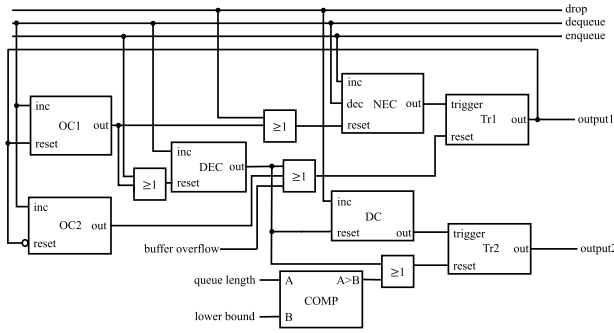 drop
dequeue
enqueue
inc
OC1 out
reset
inc
dec NEC out
reset
≥1
trigger
Tr1 out
reset
output1
inc
DEC out
reset
≥1
≥1
inc
OC2 out
reset
inc
DC
reset out
buffer overflow
trigger
Tr2 out
reset
output2
≥1
queue length
A A>B
COMP
lower bound
B